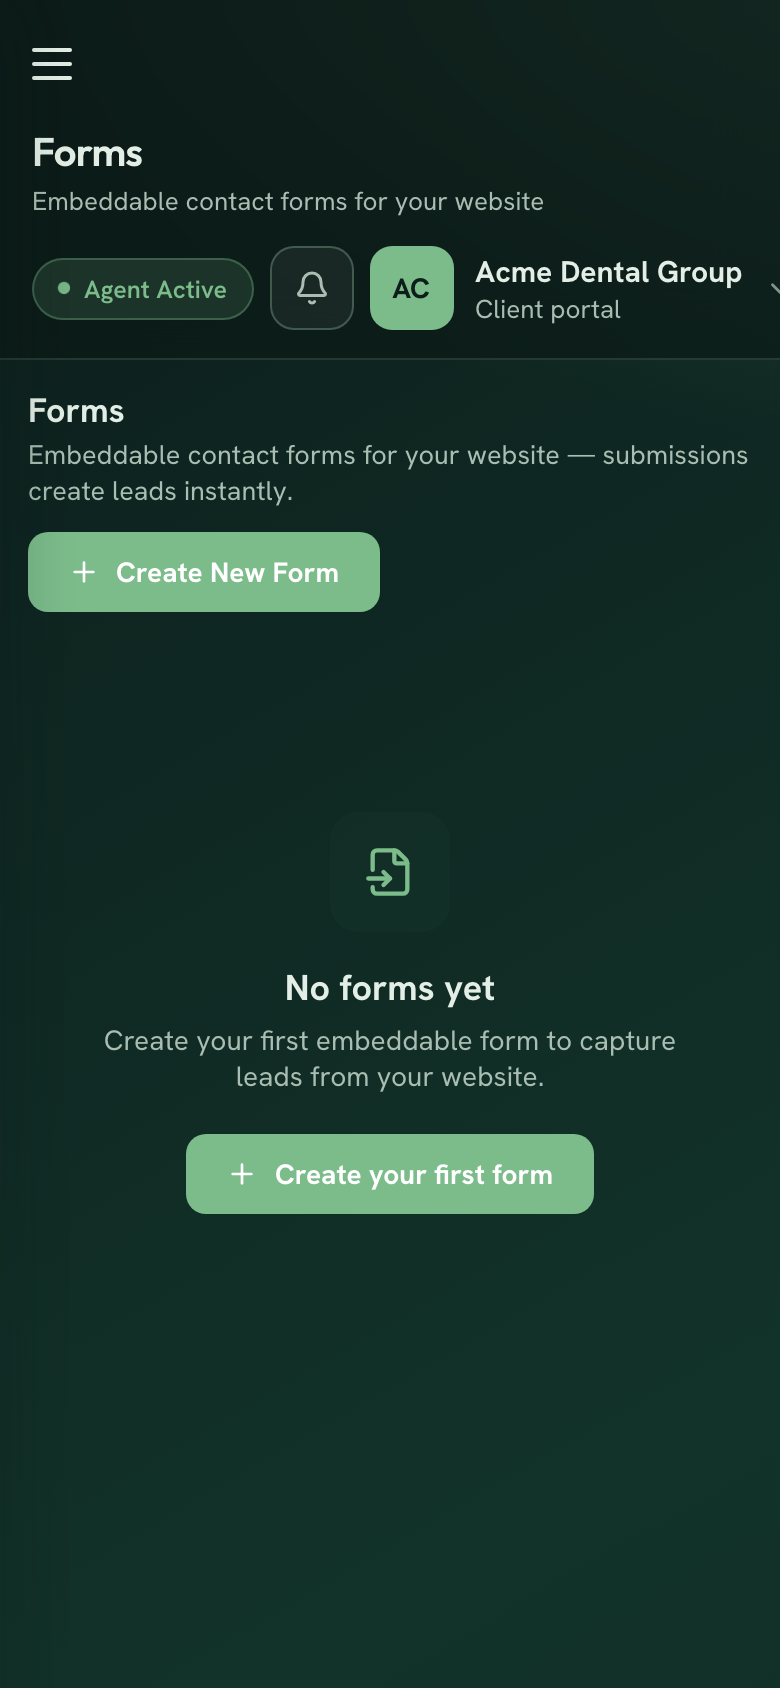 Forms
Embeddable contact forms for your website
Agent Active
AC
Acme Dental Group
Client portal
Forms
Embeddable contact forms for your website — submissions
create leads instantly.
Create New Form
No forms yet
Create your first embeddable form to capture
leads from your website.
Create your first form